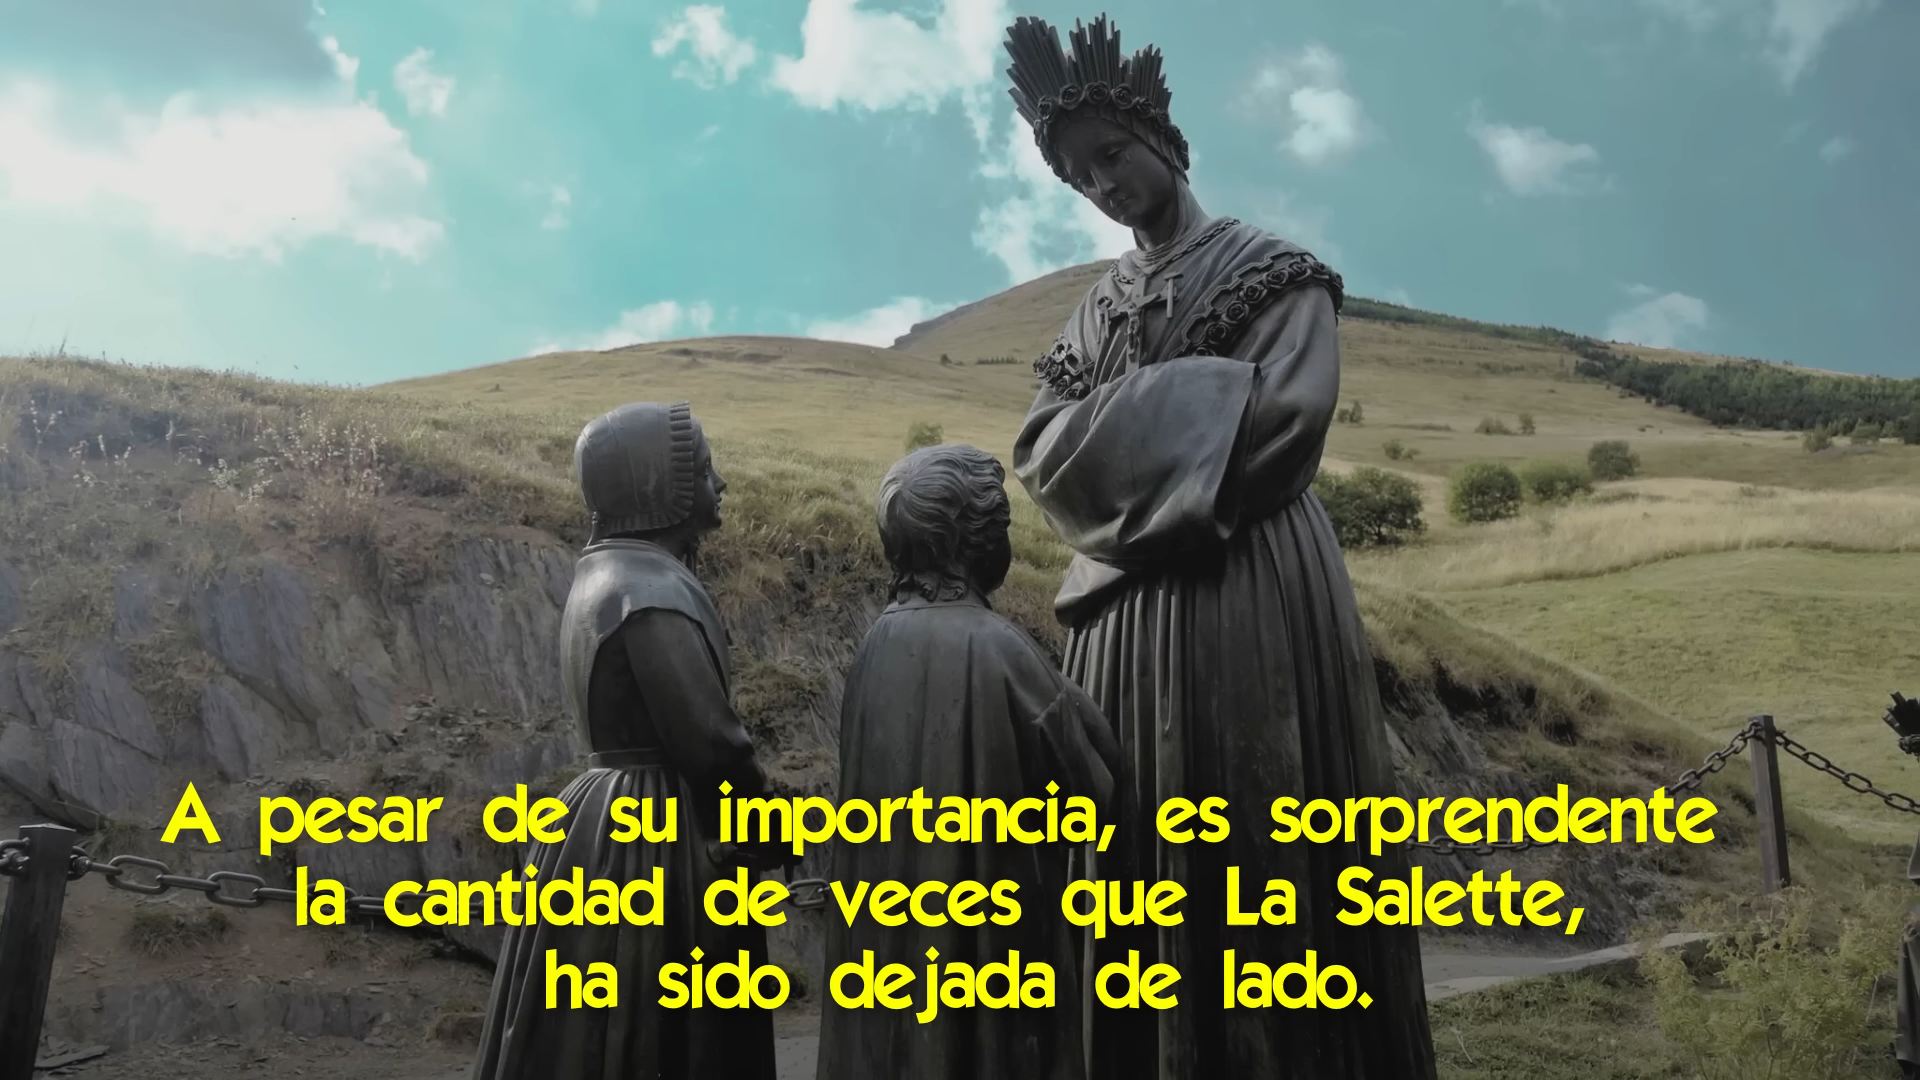 A pesar de su importancia, es sorprendente
la cantidad de veces que La Salette,
ha sido dejada de lado.